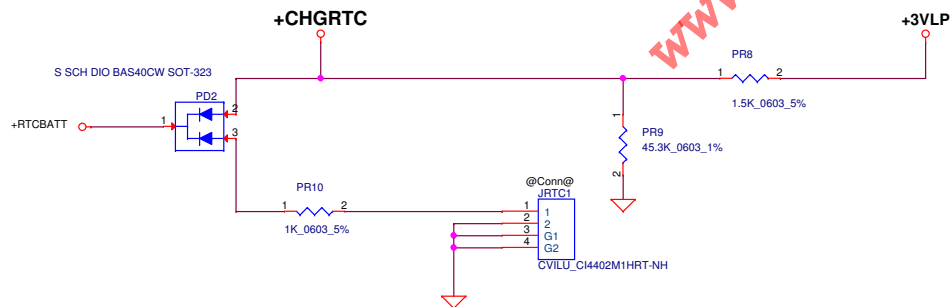 +CHGRTC
www
+3VLP
PR8
S SCH DIO BAS40CW SOT-323
1
2
PD2
2
1.5K_0603_5%
+RTCBATT
1
1
3
PR9
45.3K_0603_1%
2
@Conn@
PR10
JRTC1
1
2
1
1
1K_0603_5%
2
2
3
G1
4
G2
CVILU_CI4402M1HRT-NH